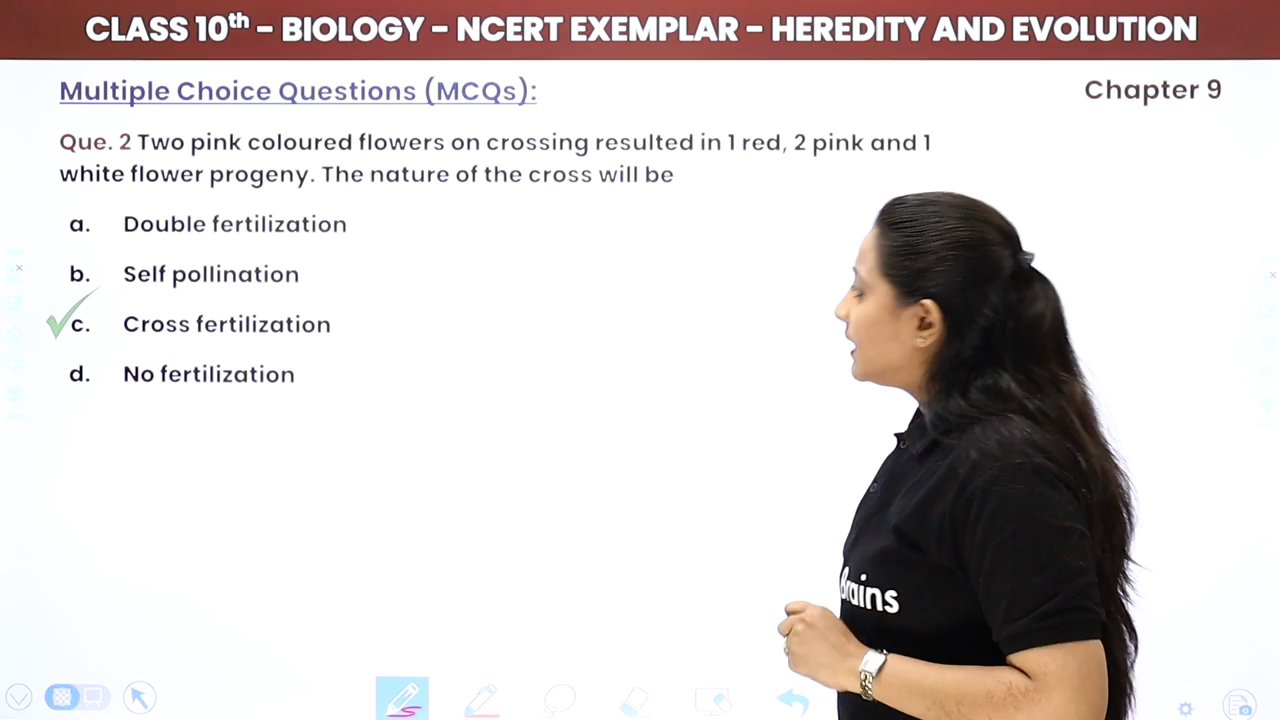 CLASS 10th – BIOLOGY – NCERT EXEMPLAR – HEREDITY AND EVOLUTION
Multiple Choice Questions (MCQs):
Chapter 9
Que. 2 Two pink coloured flowers on crossing resulted in 1 red, 2 pink and 1
white flower progeny. The nature of the cross will be
a. Double fertilization
b. Self pollination
c. Cross fertilization
d. No fertilization
Brains